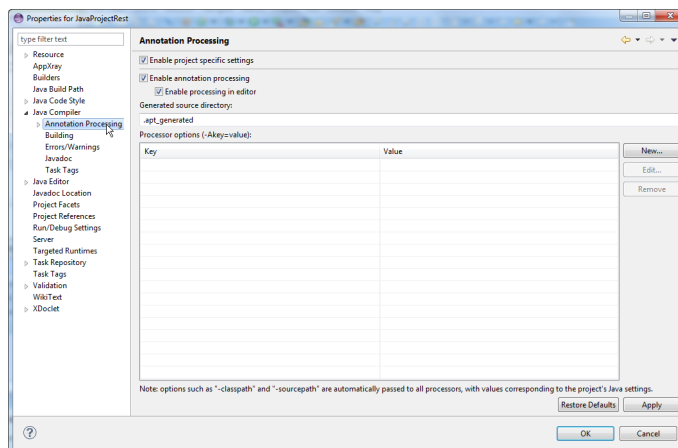 Properties for JavaProjectRest
type filter text
Resource
AppXray
Builders
Java Build Path
Java Code Style
Java Compiler
Annotation Processing
Building
Errors/Warnings
Javadoc
Task Tags
Java Editor
Javadoc Location
Project Facets
Project References
Run/Debug Settings
Server
Targeted Runtimes
Task Repository
Task Tags
Validation
WikiText
XDoclet
Annotation Processing
Enable project specific settings
Enable annotation processing
Enable processing in editor
Generated source directory:
.apt_generated
Processor options (-Akey=value):
Key Value
New...
Edit...
Remove
Note: options such as "-classpath" and "-sourcepath" are automatically passed to all processors, with values corresponding to the project's Java settings.
Restore Defaults Apply
OK Cancel